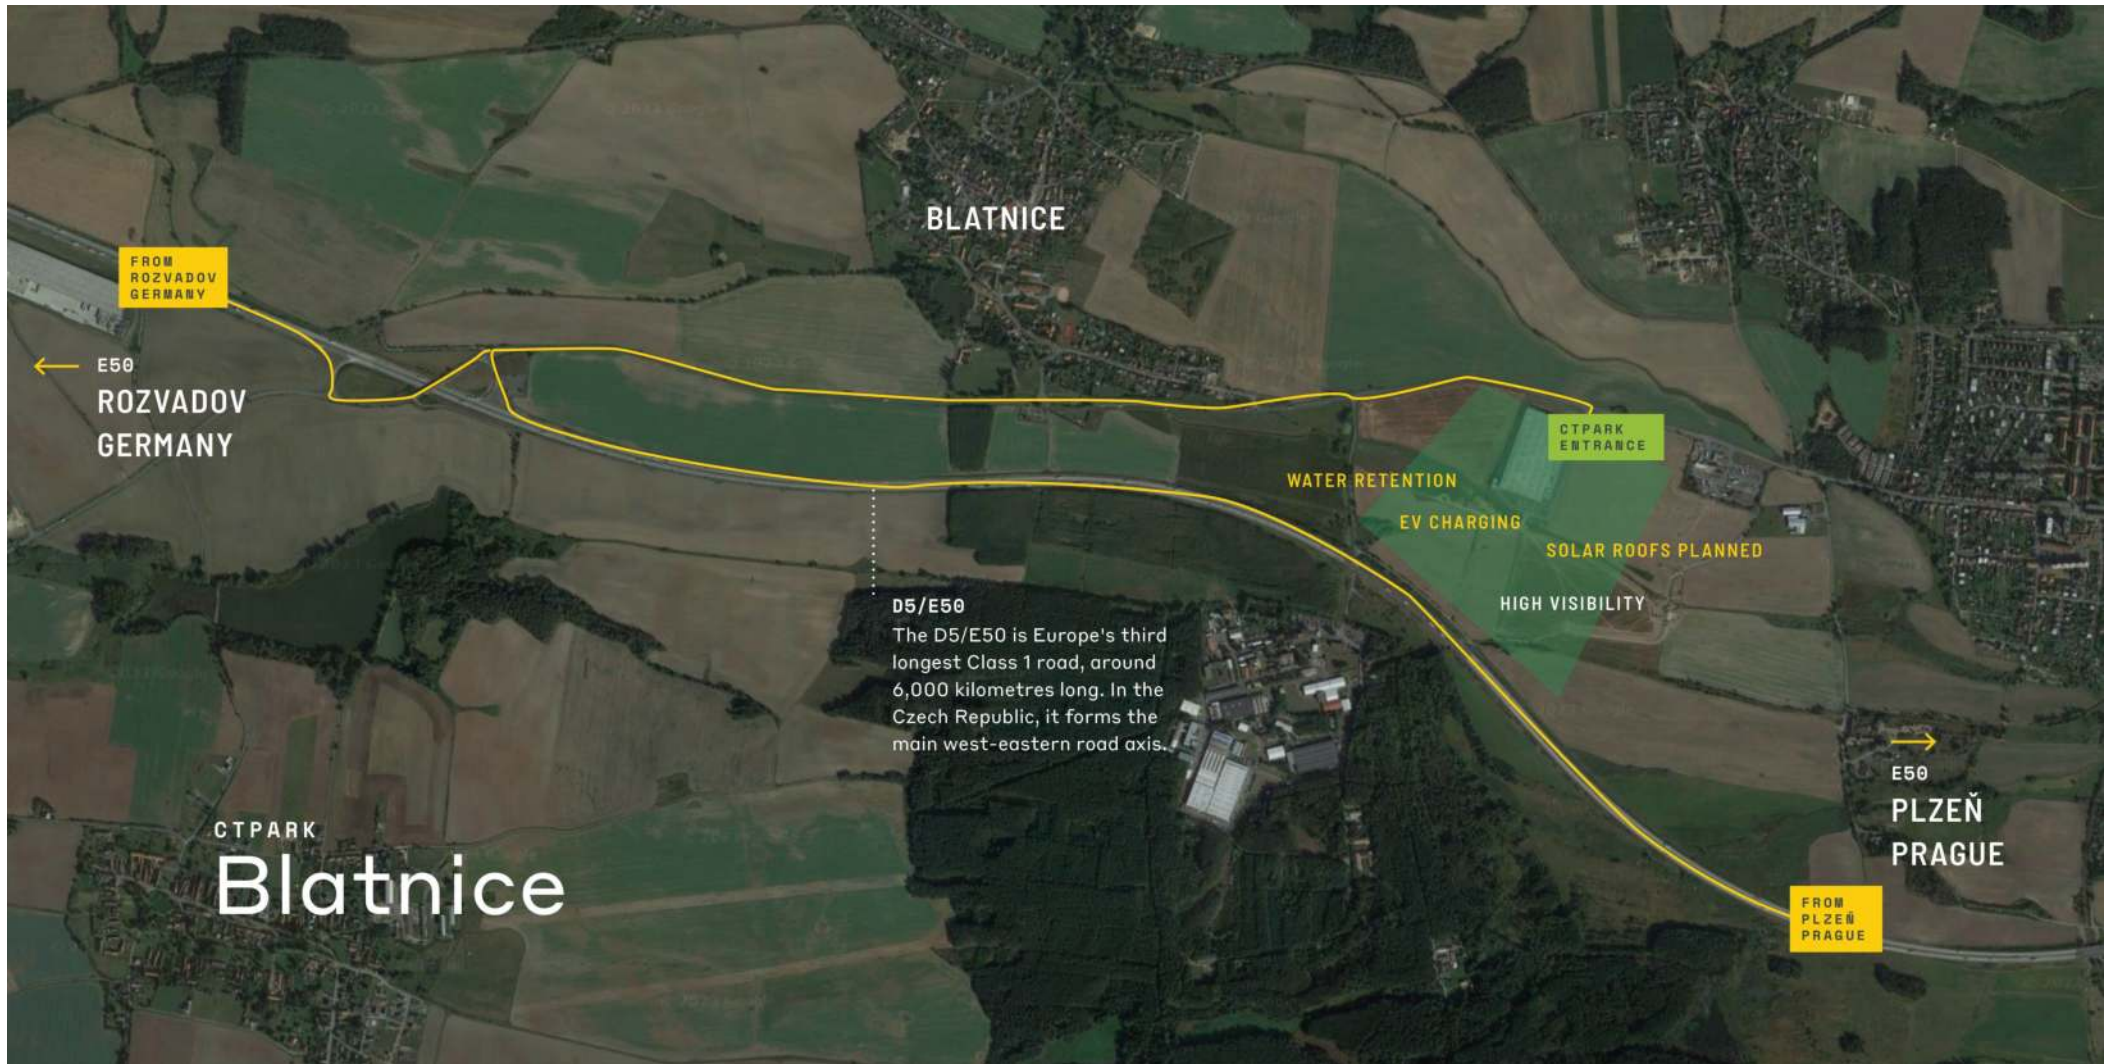 BLATNICE
FROM
ROZVADOV
GERMANY
E50
ROZVADOV
GERMANY
CTPARK
ENTRANCE
WATER RETENTION
EV CHARGING
SOLAR ROOFS PLANNED
HIGH VISIBILITY
D5/E50
The D5/E50 is Europe's third
longest Class 1 road, around
6,000 kilometres long. In the
Czech Republic, it forms the
main west-eastern road axis.
E50
PLZEŇ
PRAGUE
CTPARK
Blatnice
FROM
PLZEŇ
PRAGUE